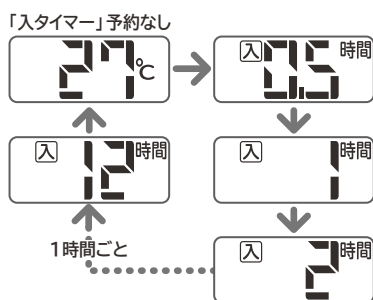 「入タイマー」予約なし
27℃
入 0.5 時間
入 12 時間
入 1 時間
1時間ごと
入 2 時間